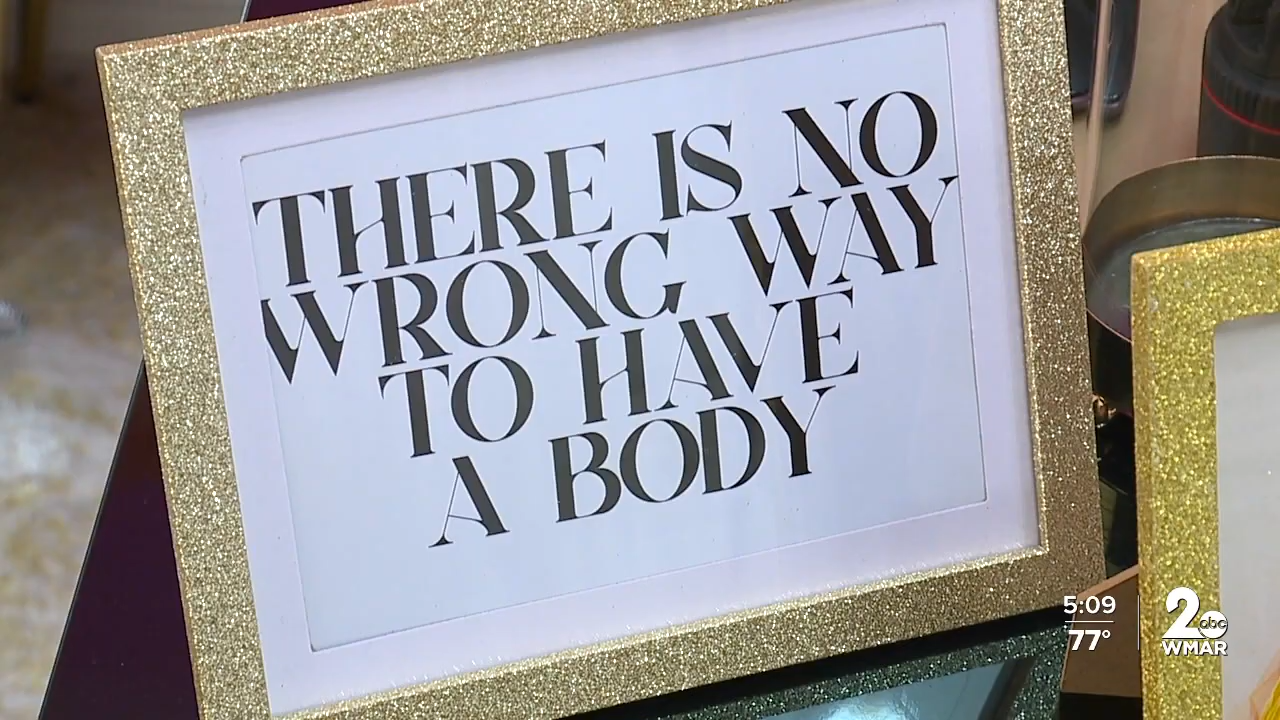 THERE IS NO
WRONG WAY
TO HAVE
A BODY
5:09
77°
2 abc
WMAR